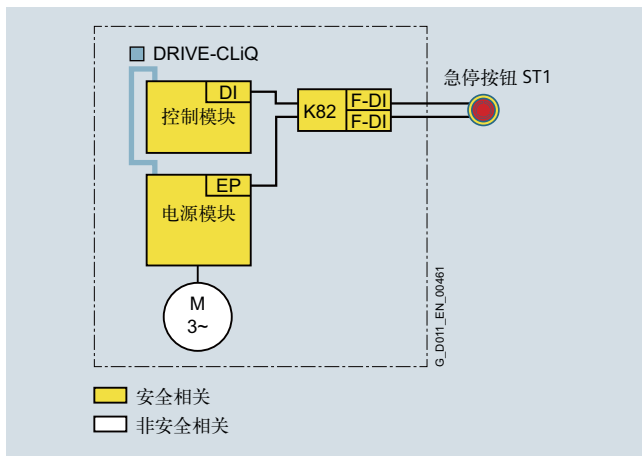 DRIVE-CLiQ
急停按钮 ST1
DI
控制模块
K82
F-DI
F-DI
EP
电源模块
M
3~
G_D011_EN_00461
安全相关
非安全相关